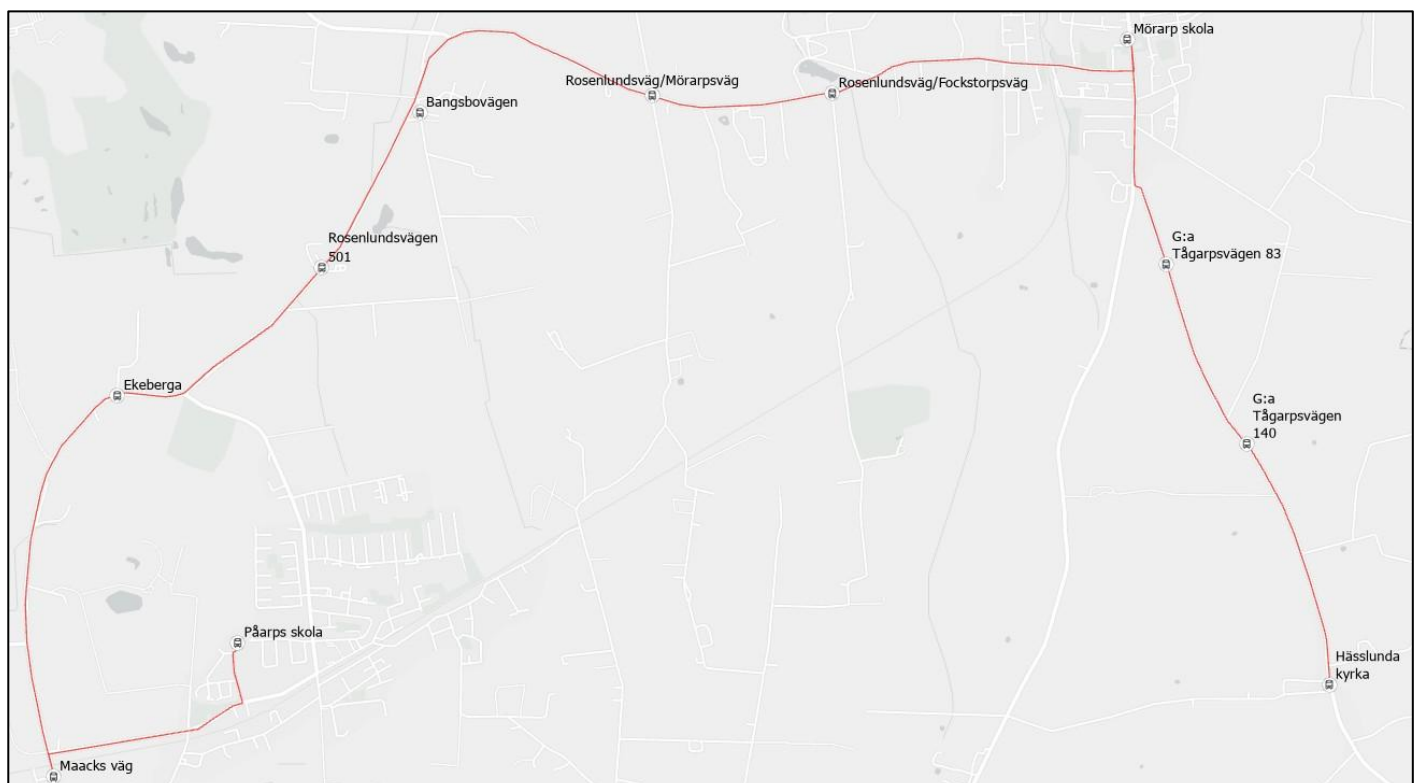 Mörarp skola
Rosenlundsväg/Mörarpsväg
Rosenlundsväg/Fockstorpsväg
Bangsbovägen
Rosenlundsvägen
501
G:a
Tågarpsvägen 83
Ekeberga
G:a
Tågarpsvägen
140
Påarps skola
Hässlunda
kyrka
Maacks väg